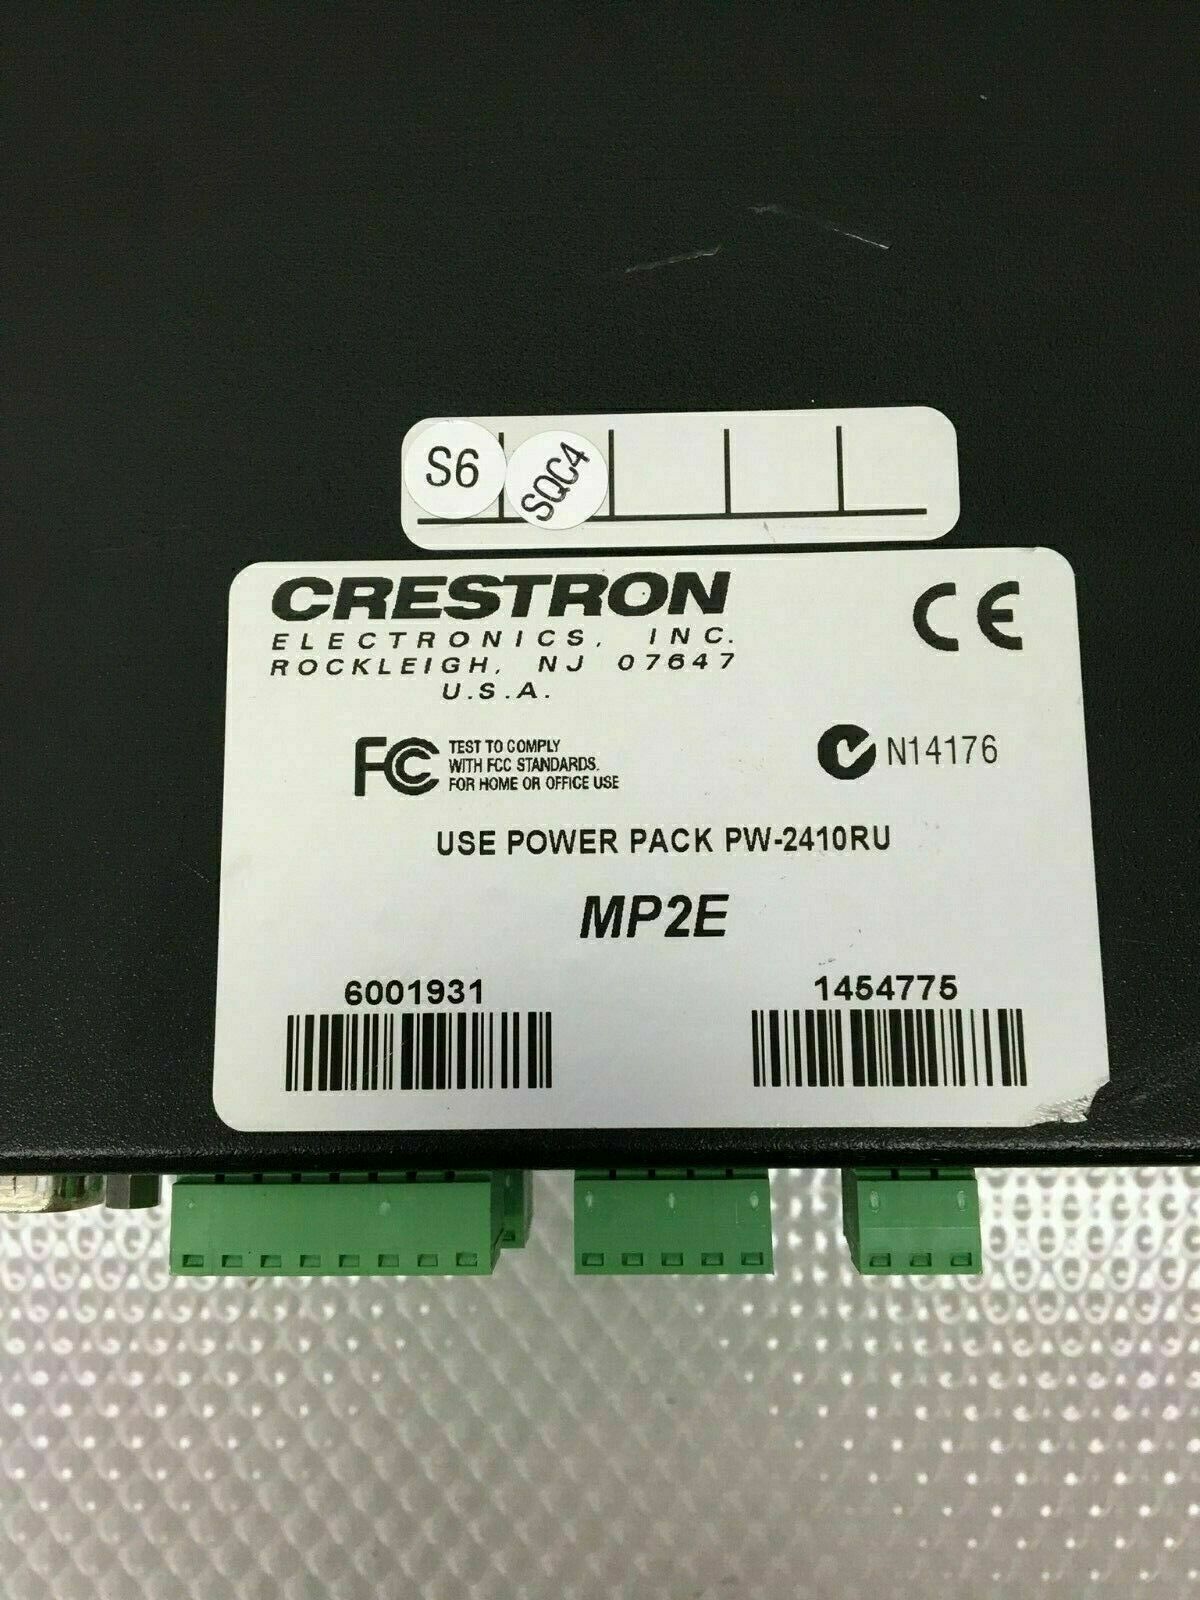 S6 SQC4
CRESTRON
ELECTRONICS, INC.
ROCKLEIGH, NJ 07647
U.S.A.
CE
FC TEST TO COMPLY
WITH FCC STANDARDS.
FOR HOME OR OFFICE USE
N14176
USE POWER PACK PW-2410RU
MP2E
6001931 1454775